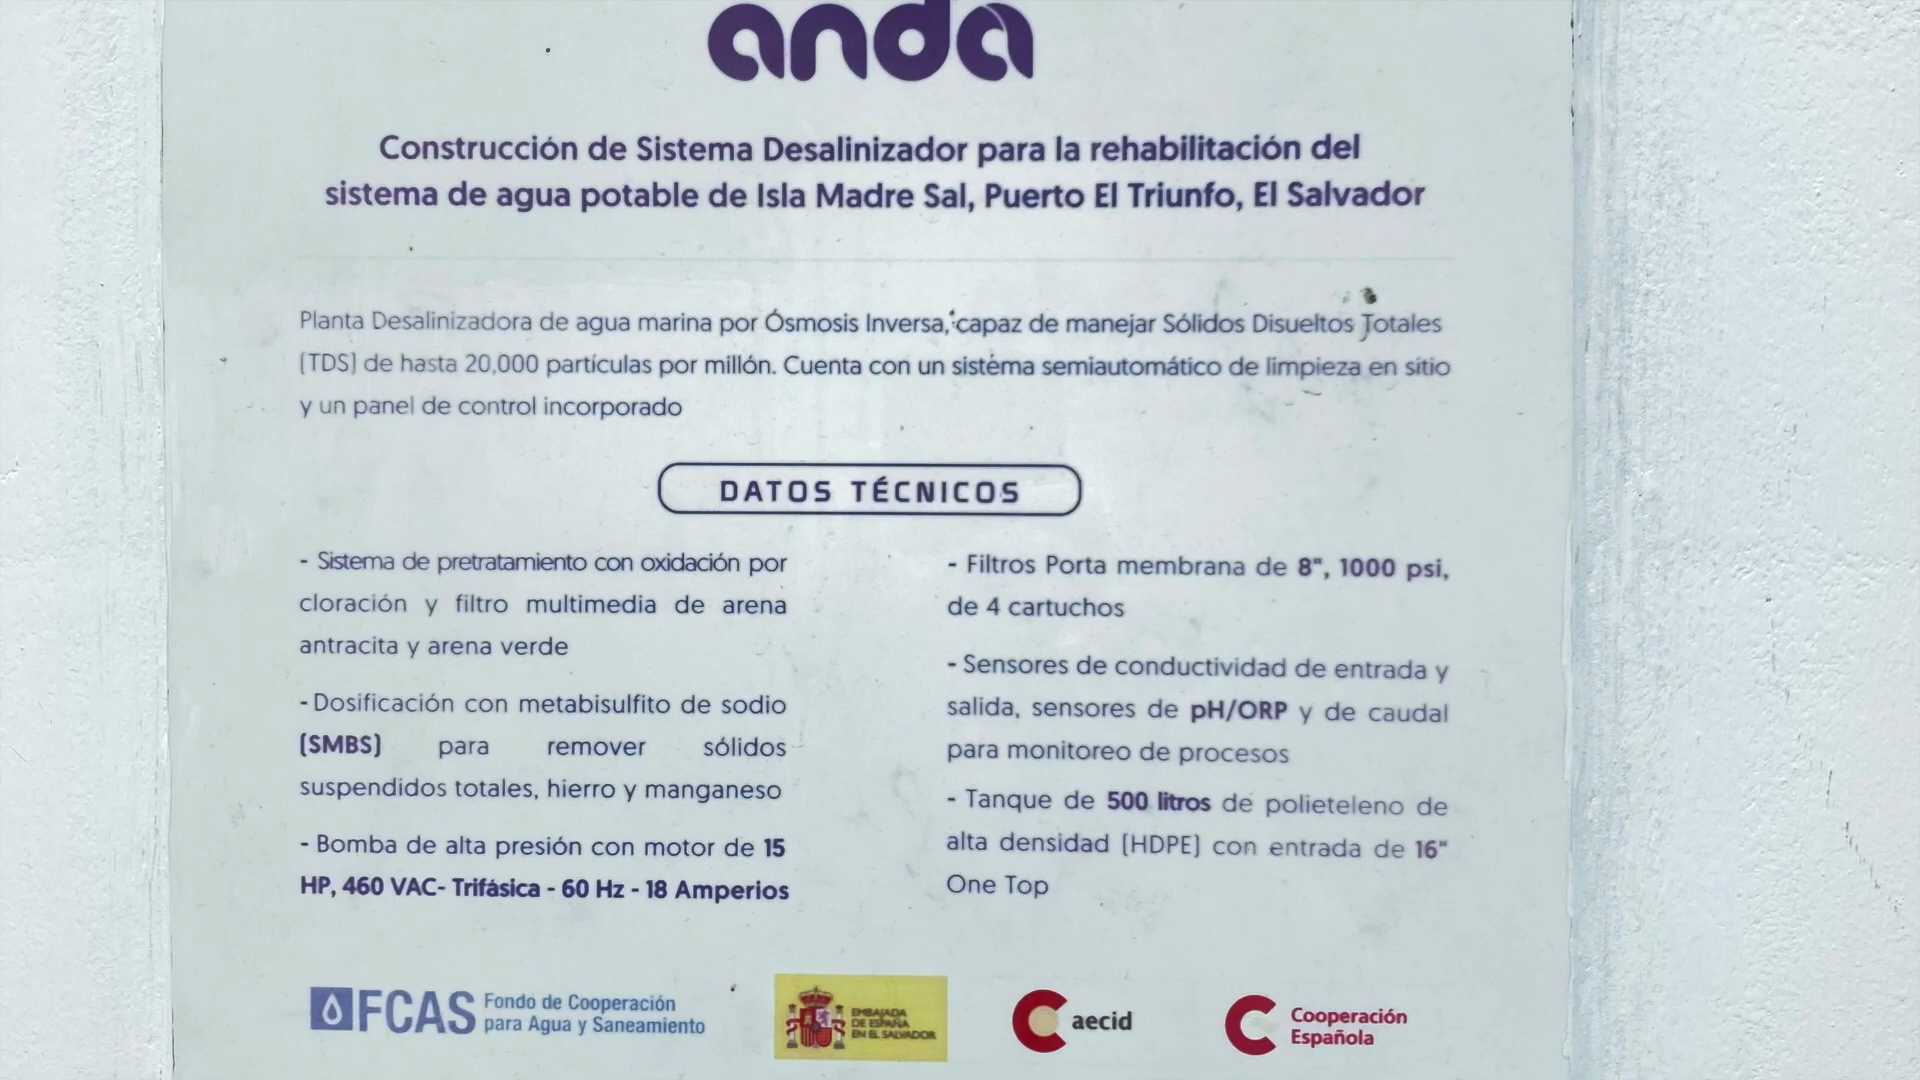 anda
Construcción de Sistema Desalinizador para la rehabilitación del
sistema de agua potable de Isla Madre Sal, Puerto El Triunfo, El Salvador
Planta Desalinizadora de agua marina por Ósmosis Inversa, capaz de manejar Sólidos Disueltos Totales
(TDS) de hasta 20,000 partículas por millón. Cuenta con un sistema semiautomático de limpieza en sitio
y un panel de control incorporado
DATOS TÉCNICOS
- Sistema de pretratamiento con oxidación por
cloración y filtro multimedia de arena
antracita y arena verde
- Dosificación con metabisulfito de sodio
(SMBS) para remover sólidos
suspendidos totales, hierro y manganeso
- Bomba de alta presión con motor de 15
HP, 460 VAC- Trifásica - 60 Hz - 18 Amperios
- Filtros Porta membrana de 8", 1000 psi,
de 4 cartuchos
- Sensores de conductividad de entrada y
salida, sensores de pH/ORP y de caudal
para monitoreo de procesos
- Tanque de 500 litros de polieteleno de
alta densidad (HDPE) con entrada de 16"
One Top
FCAS Fondo de Cooperación
para Agua y Saneamiento
EMBAJADA
DE ESPAÑA
EN EL SALVADOR
aecid
Cooperación
Española